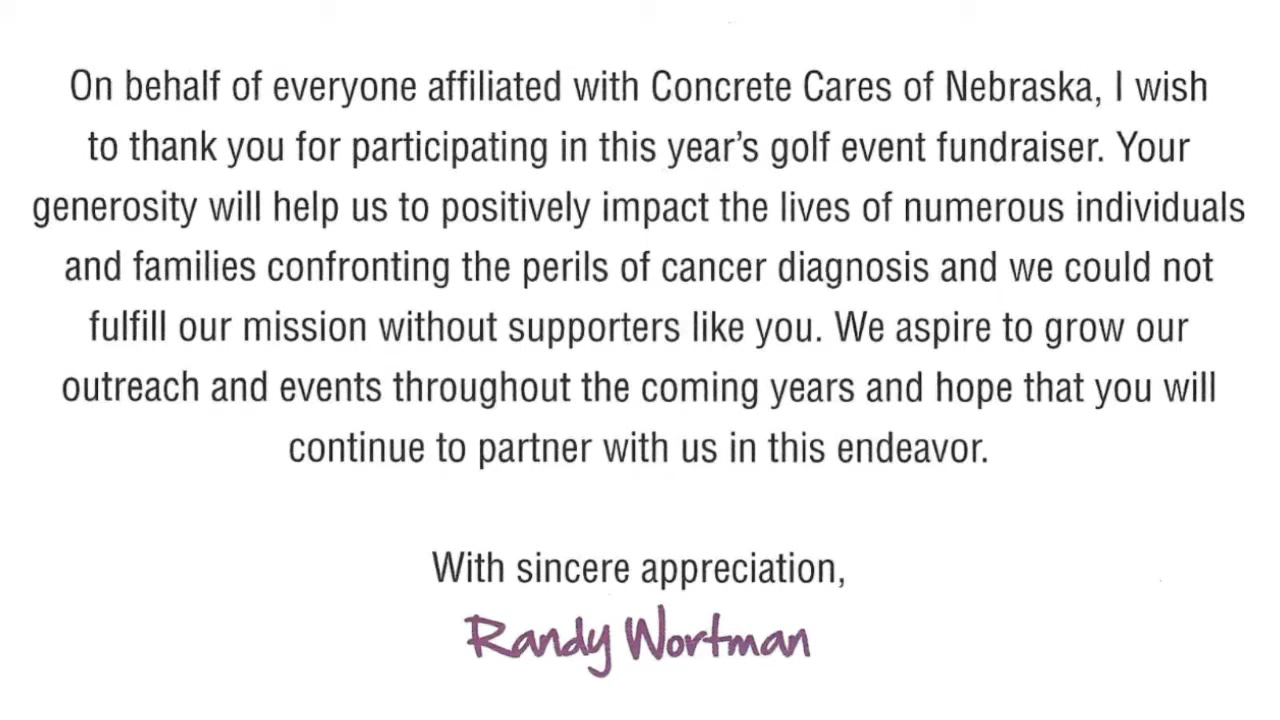 On behalf of everyone affiliated with Concrete Cares of Nebraska, I wish
to thank you for participating in this year’s golf event fundraiser. Your
generosity will help us to positively impact the lives of numerous individuals
and families confronting the perils of cancer diagnosis and we could not
fulfill our mission without supporters like you. We aspire to grow our
outreach and events throughout the coming years and hope that you will
continue to partner with us in this endeavor.
With sincere appreciation,
Randy Wortman